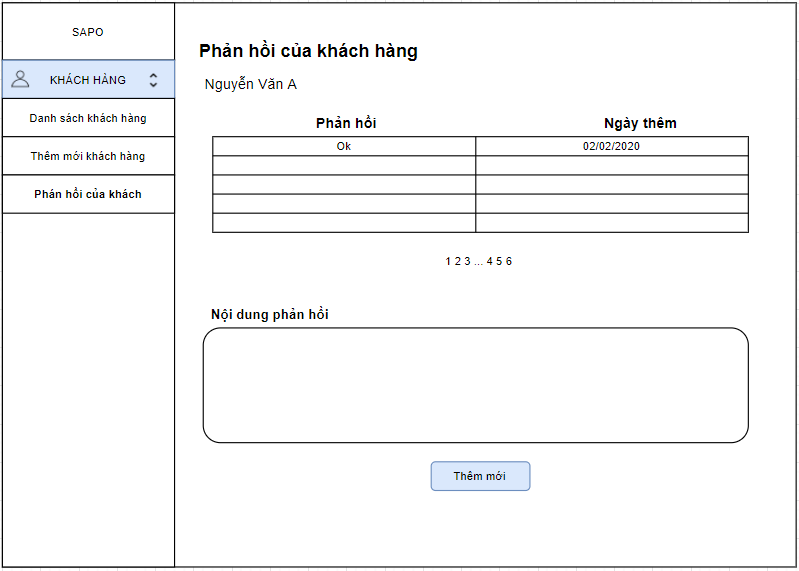 SAPO
KHÁCH HÀNG
Danh sách khách hàng
Thêm mới khách hàng
Phản hồi của khách
Phản hồi của khách hàng
Nguyễn Văn A
Phản hồi Ngày thêm
Ok 02/02/2020
1 2 3 ... 4 5 6
Nội dung phản hồi
Thêm mới